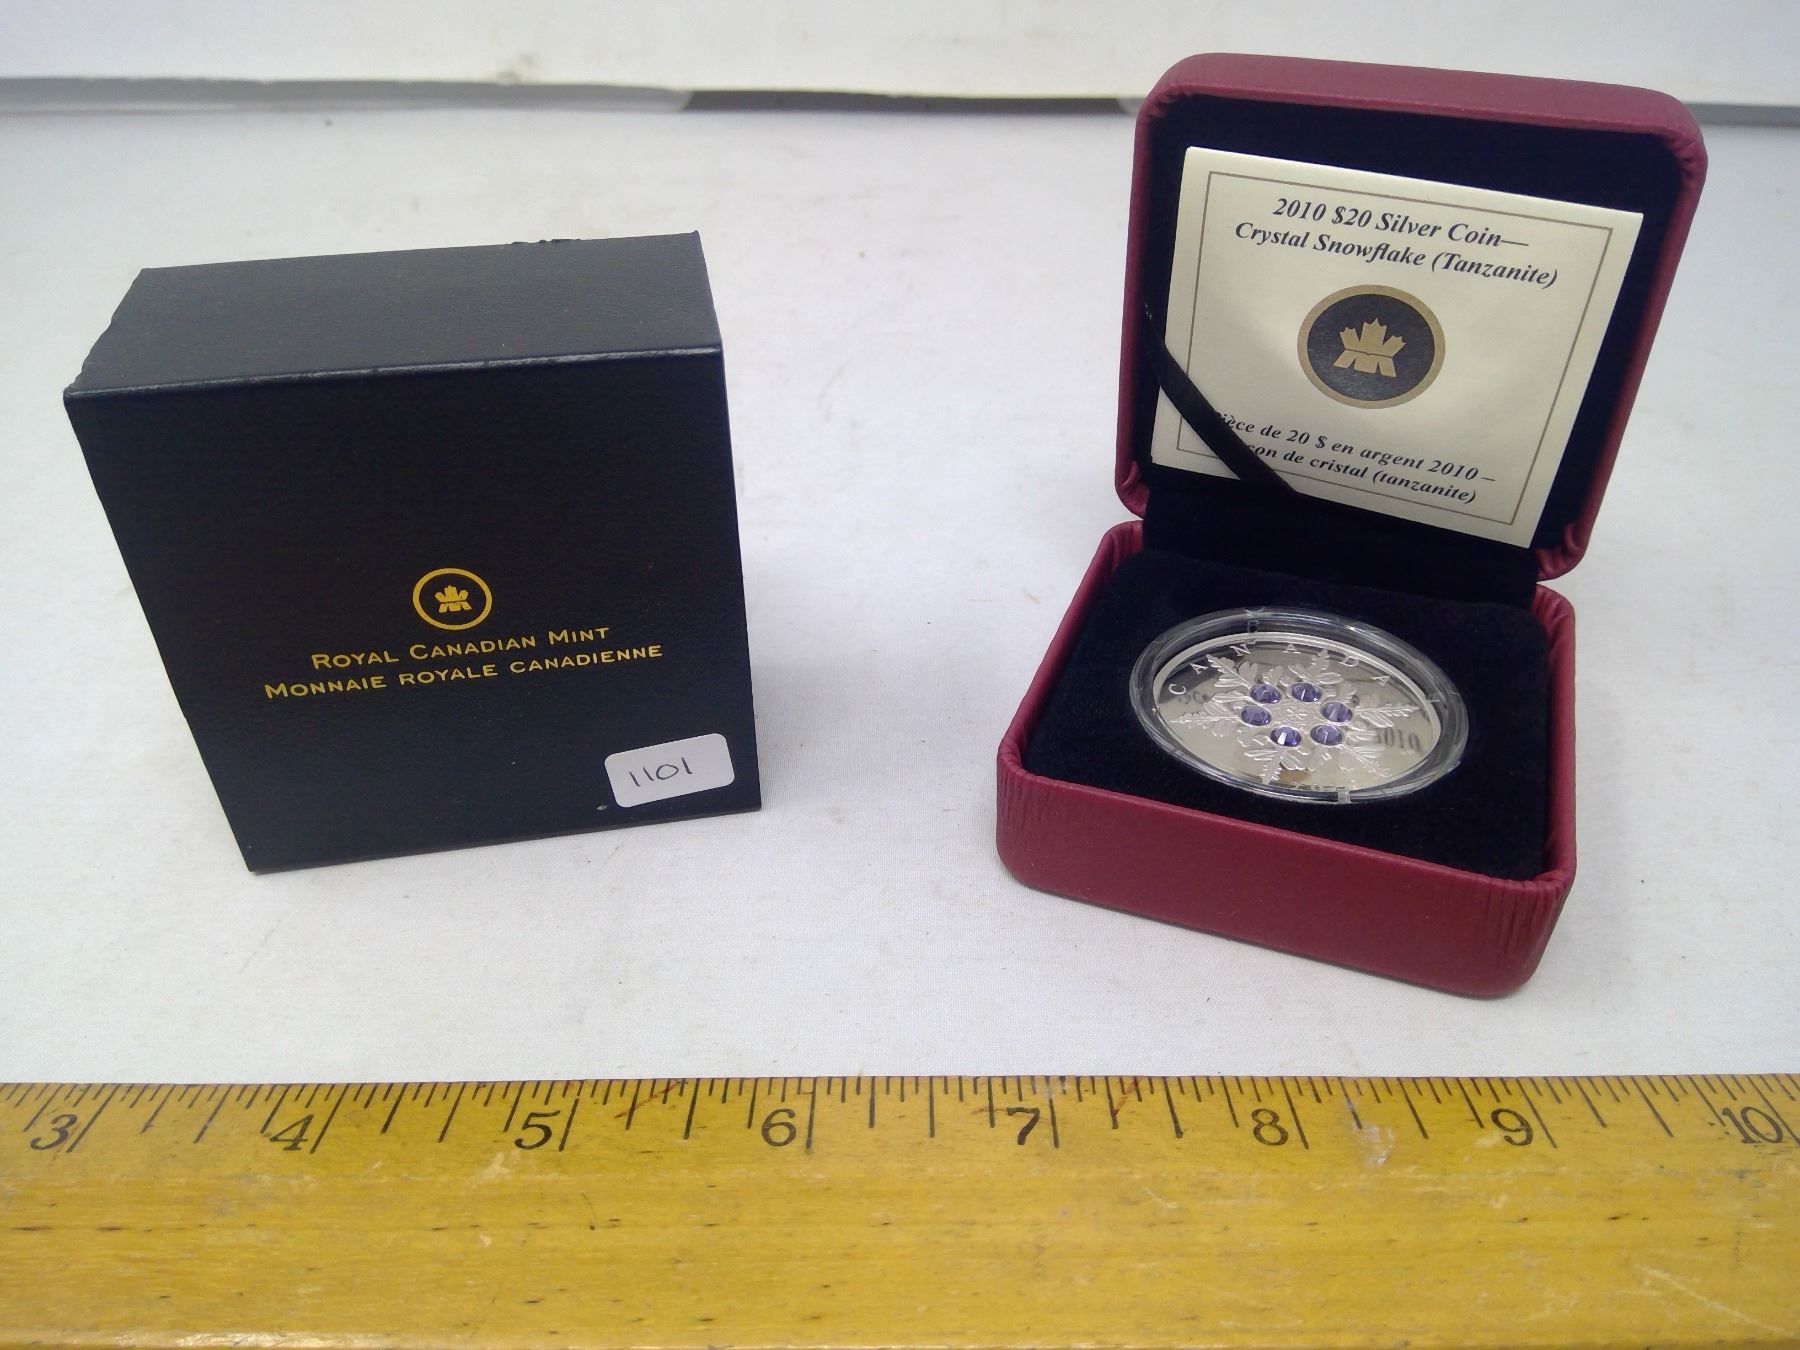 ROYAL CANADIAN MINT
MONNAIE ROYALE CANADIENNE
1101
2010 $20 Silver Coin—
Crystal Snowflake (Tanzanite)
de 20 $ en argent 2010 –
de cristal (tanzanite)
CANADA
3 4 5 6 7 8 9 10